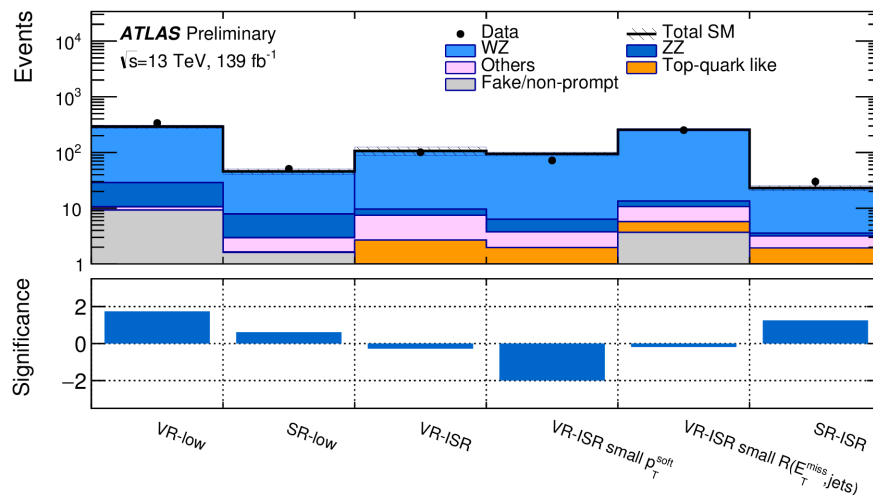 Events
ATLAS Preliminary
√s=13 TeV, 139 fb⁻¹
Data
Total SM
WZ
ZZ
Others
Top-quark like
Fake/non-prompt
10⁴
10³
10²
10
1
Significance
2
0
−2
VR-low
SR-low
VR-ISR
VR-ISR small p_T^soft
VR-ISR small R(E_T^miss,jets)
SR-ISR